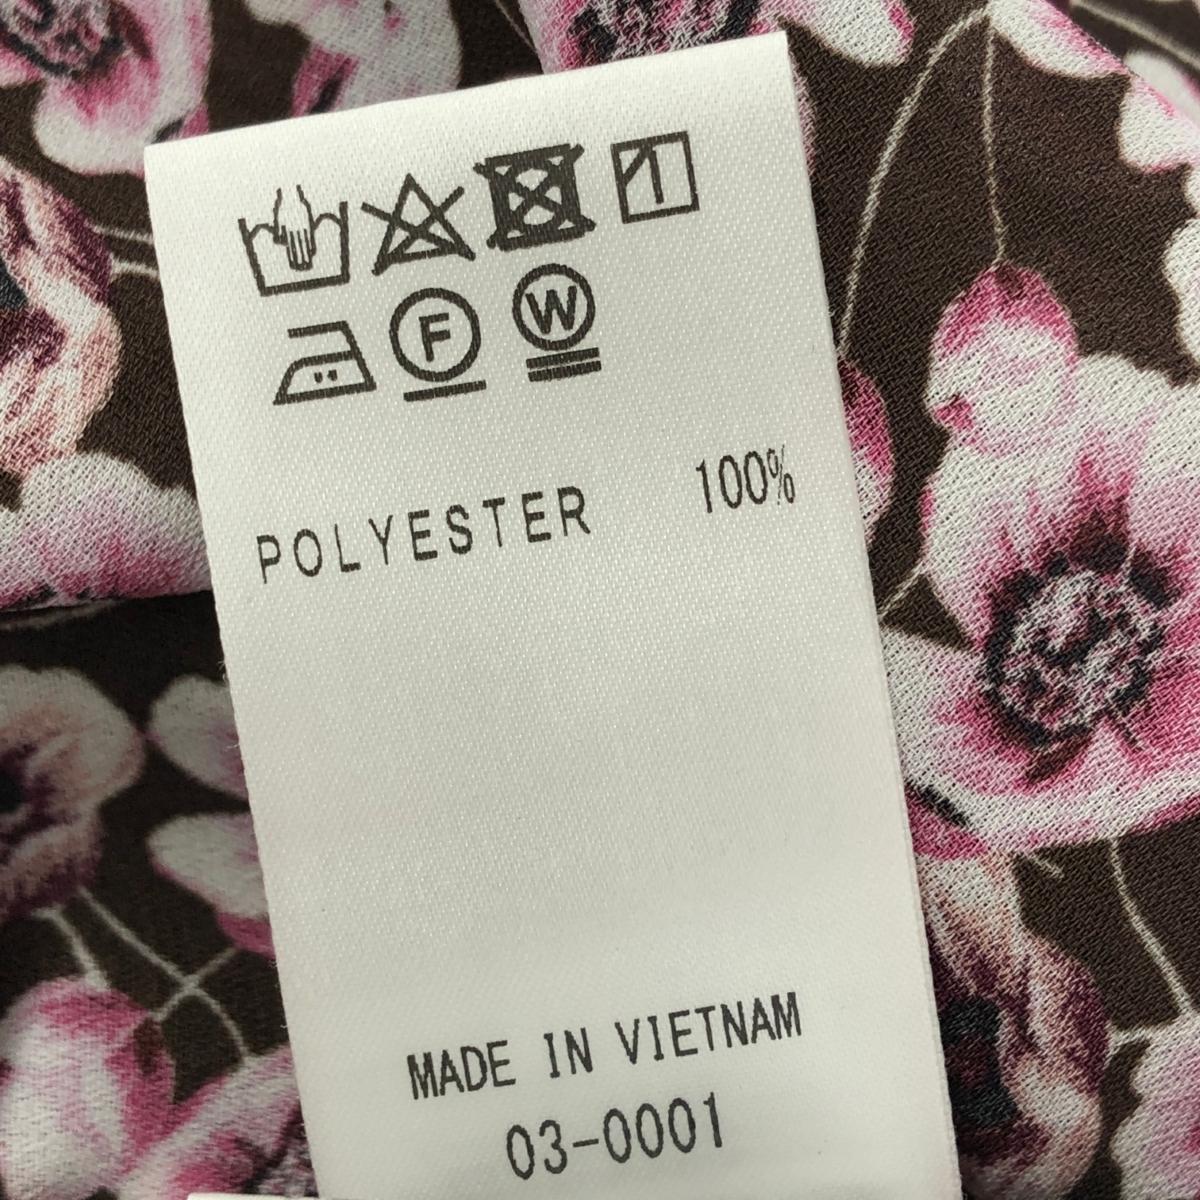 F W
POLYESTER 100%
MADE IN VIETNAM
03-0001